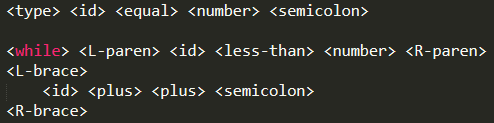 <type> <id> <equal> <number> <semicolon>
<while> <L-paren> <id> <less-than> <number> <R-paren>
<L-brace>
<id> <plus> <plus> <semicolon>
<R-brace>